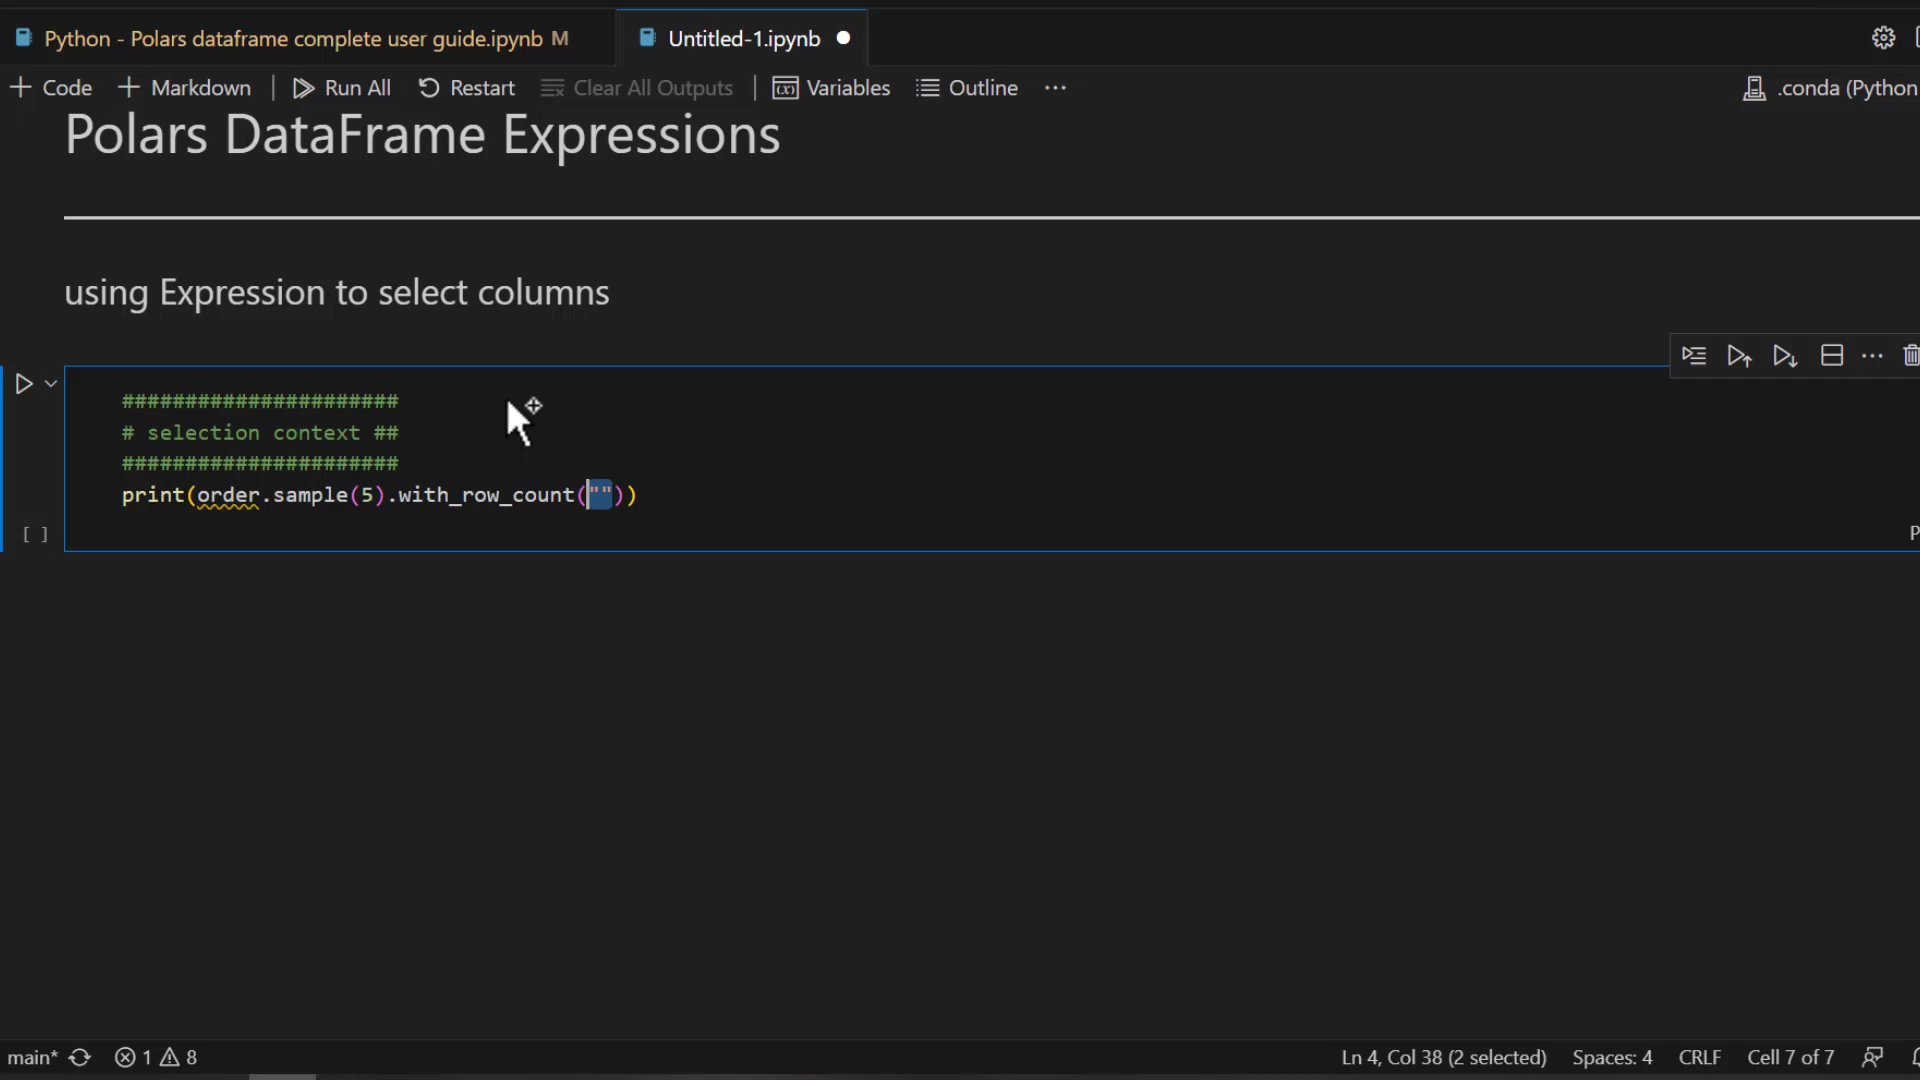 Python - Polars dataframe complete user guide.ipynb M
Untitled-1.ipynb
Code
Markdown
Run All
Restart
Clear All Outputs
Variables
Outline
.conda (Python
Polars DataFrame Expressions
using Expression to select columns
######################
# selection context ##
######################
print(order.sample(5).with_row_count(""))
[ ]
P
main*
1
8
Ln 4, Col 38 (2 selected)
Spaces: 4
CRLF
Cell 7 of 7